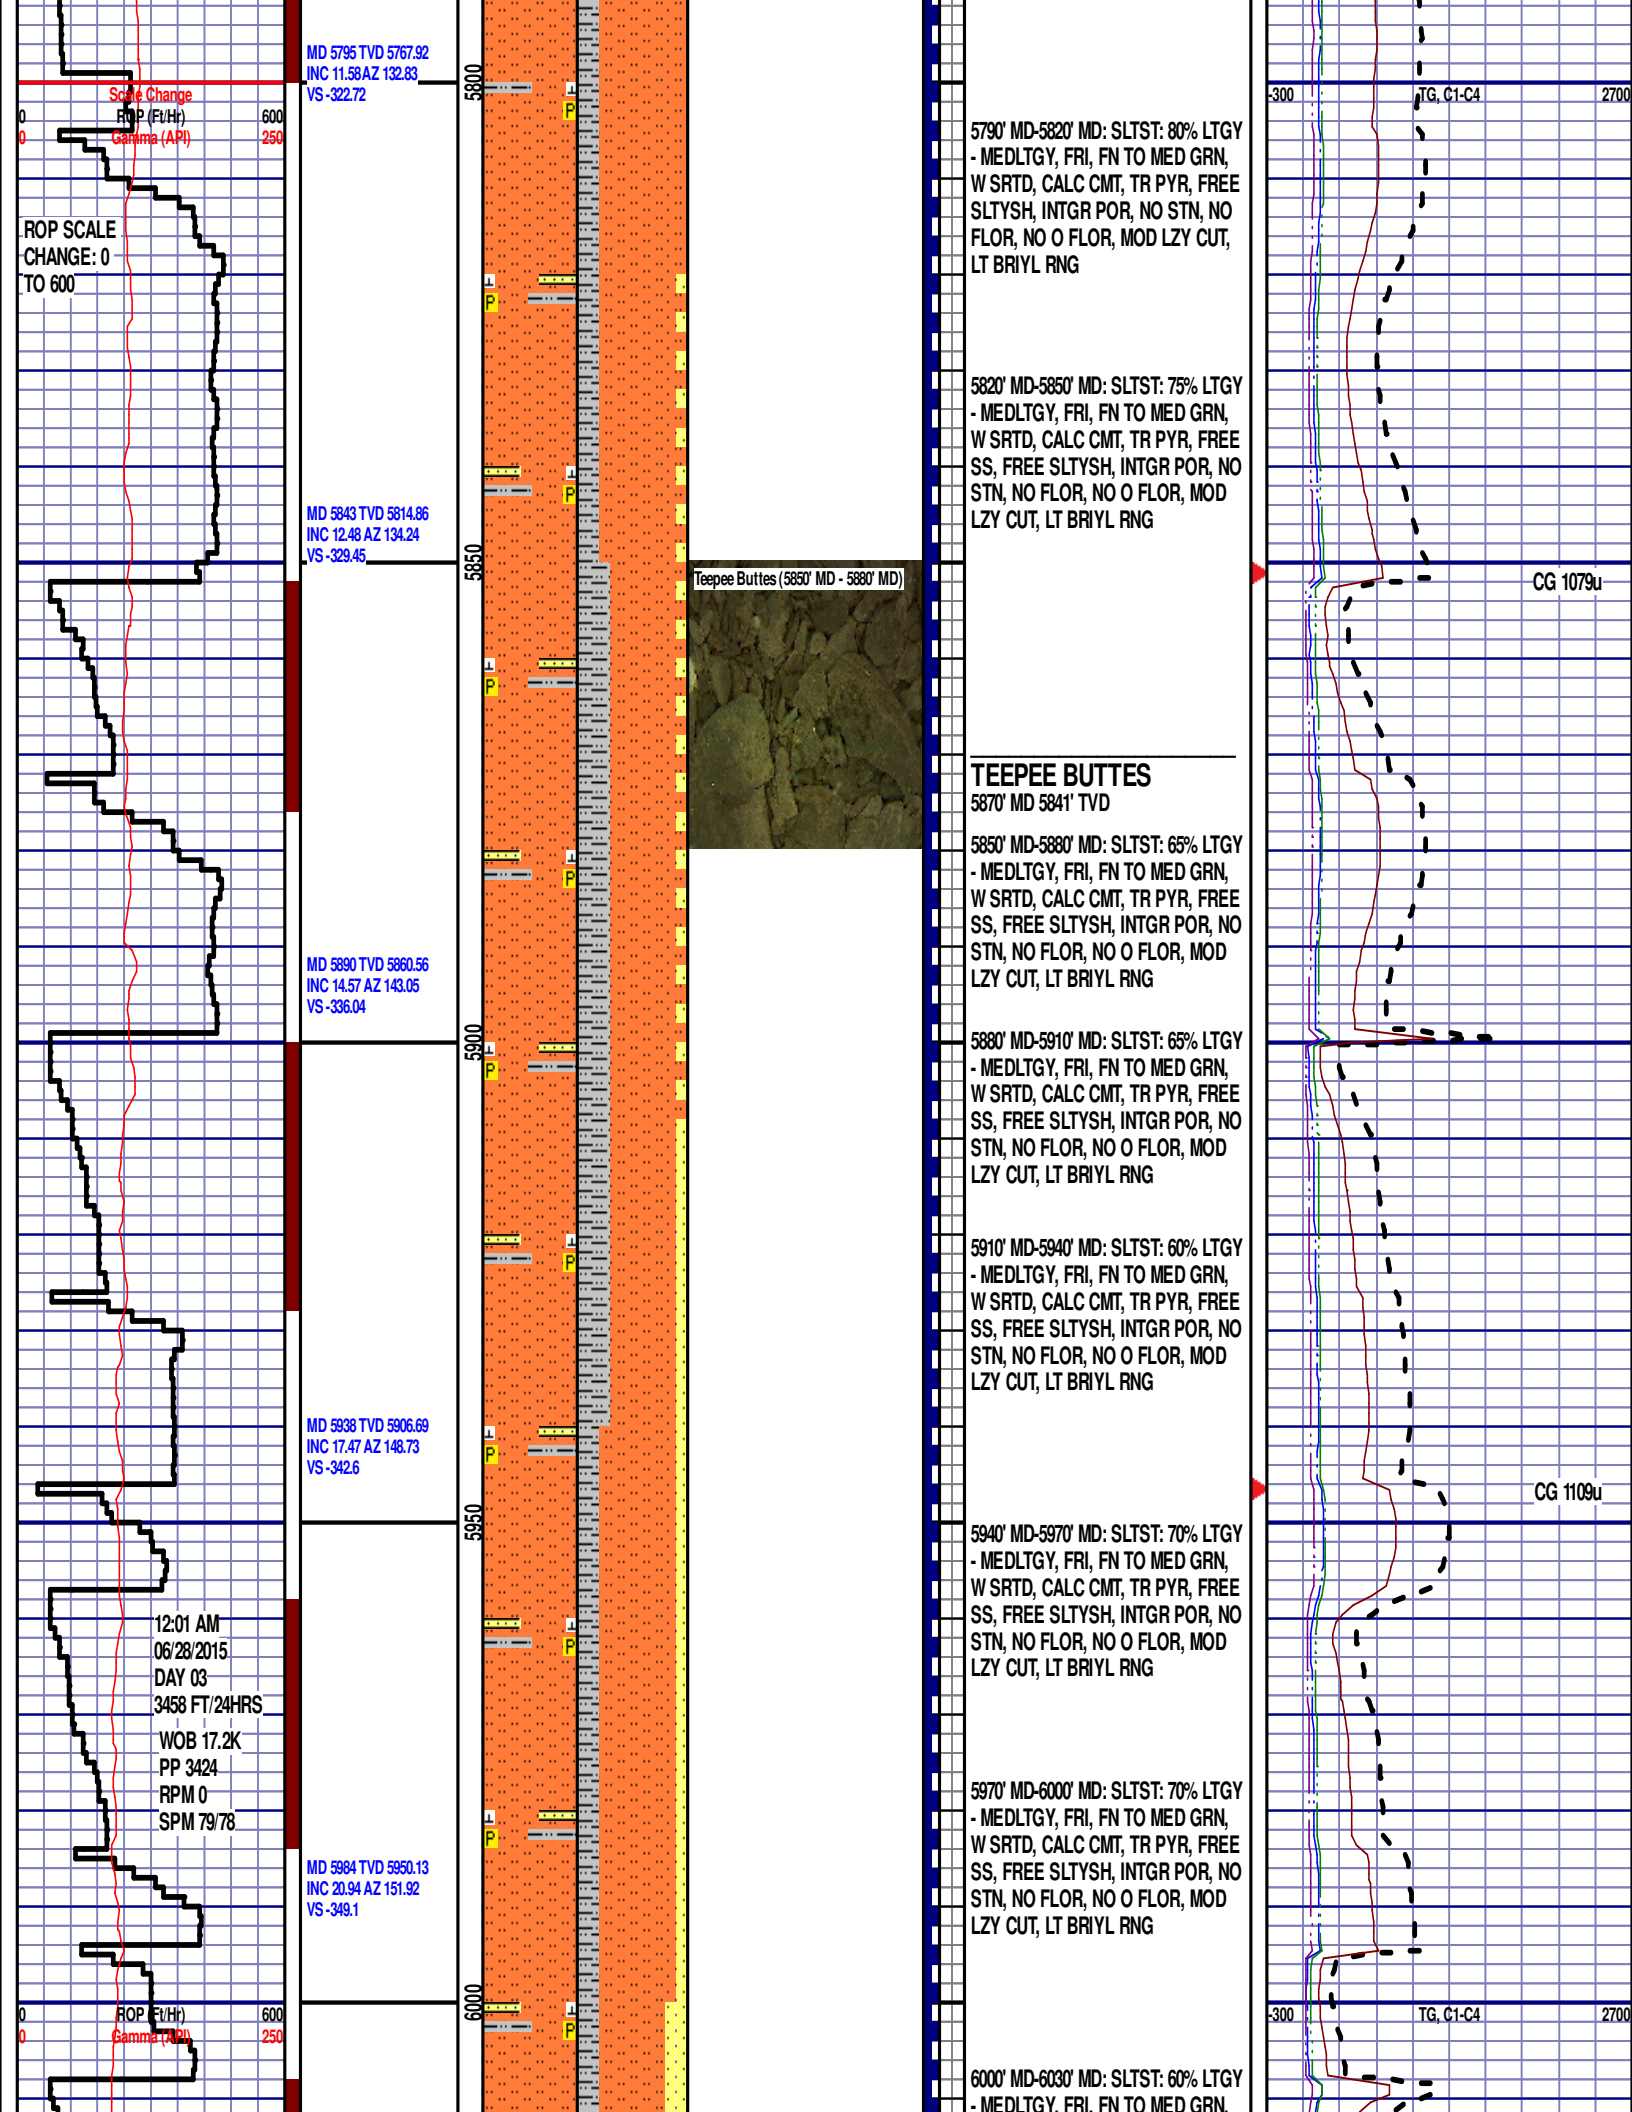 Scale Change
0 ROP (Ft/Hr) 600
0 Gamma (API) 250
ROP SCALE
CHANGE: 0
TO 600
12:01 AM
06/28/2015
DAY 03
3458 FT/24HRS
WOB 17.2K
PP 3424
RPM 0
SPM 79/78
0 ROP (Ft/Hr) 600
0 Gamma (API) 250
MD 5795 TVD 5767.92
INC 11.58 AZ 132.83
VS -322.72
MD 5843 TVD 5814.86
INC 12.48 AZ 134.24
VS -329.45
MD 5890 TVD 5860.56
INC 14.57 AZ 143.05
VS -336.04
MD 5938 TVD 5906.69
INC 17.47 AZ 148.73
VS -342.6
MD 5984 TVD 5950.13
INC 20.94 AZ 151.92
VS -349.1
5800
5850
5900
5950
6000
P
P
P
P
P
P
P
P
P
P
P
Teepee Buttes (5850' MD - 5880' MD)
5790' MD-5820' MD: SLTST: 80% LTGY
- MEDLTGY, FRI, FN TO MED GRN,
W SRTD, CALC CMT, TR PYR, FREE
SLTYSH, INTGR POR, NO STN, NO
FLOR, NO O FLOR, MOD LZY CUT,
LT BRIYL RNG
5820' MD-5850' MD: SLTST: 75% LTGY
- MEDLTGY, FRI, FN TO MED GRN,
W SRTD, CALC CMT, TR PYR, FREE
SS, FREE SLTYSH, INTGR POR, NO
STN, NO FLOR, NO O FLOR, MOD
LZY CUT, LT BRIYL RNG
TEEPEE BUTTES
5870' MD 5841' TVD
5850' MD-5880' MD: SLTST: 65% LTGY
- MEDLTGY, FRI, FN TO MED GRN,
W SRTD, CALC CMT, TR PYR, FREE
SS, FREE SLTYSH, INTGR POR, NO
STN, NO FLOR, NO O FLOR, MOD
LZY CUT, LT BRIYL RNG
5880' MD-5910' MD: SLTST: 65% LTGY
- MEDLTGY, FRI, FN TO MED GRN,
W SRTD, CALC CMT, TR PYR, FREE
SS, FREE SLTYSH, INTGR POR, NO
STN, NO FLOR, NO O FLOR, MOD
LZY CUT, LT BRIYL RNG
5910' MD-5940' MD: SLTST: 60% LTGY
- MEDLTGY, FRI, FN TO MED GRN,
W SRTD, CALC CMT, TR PYR, FREE
SS, FREE SLTYSH, INTGR POR, NO
STN, NO FLOR, NO O FLOR, MOD
LZY CUT, LT BRIYL RNG
5940' MD-5970' MD: SLTST: 70% LTGY
- MEDLTGY, FRI, FN TO MED GRN,
W SRTD, CALC CMT, TR PYR, FREE
SS, FREE SLTYSH, INTGR POR, NO
STN, NO FLOR, NO O FLOR, MOD
LZY CUT, LT BRIYL RNG
5970' MD-6000' MD: SLTST: 70% LTGY
- MEDLTGY, FRI, FN TO MED GRN,
W SRTD, CALC CMT, TR PYR, FREE
SS, FREE SLTYSH, INTGR POR, NO
STN, NO FLOR, NO O FLOR, MOD
LZY CUT, LT BRIYL RNG
6000' MD-6030' MD: SLTST: 60% LTGY
- MEDLTGY, FRI, FN TO MED GRN,
-300 TG, C1-C4 2700
CG 1079u
CG 1109u
-300 TG, C1-C4 2700